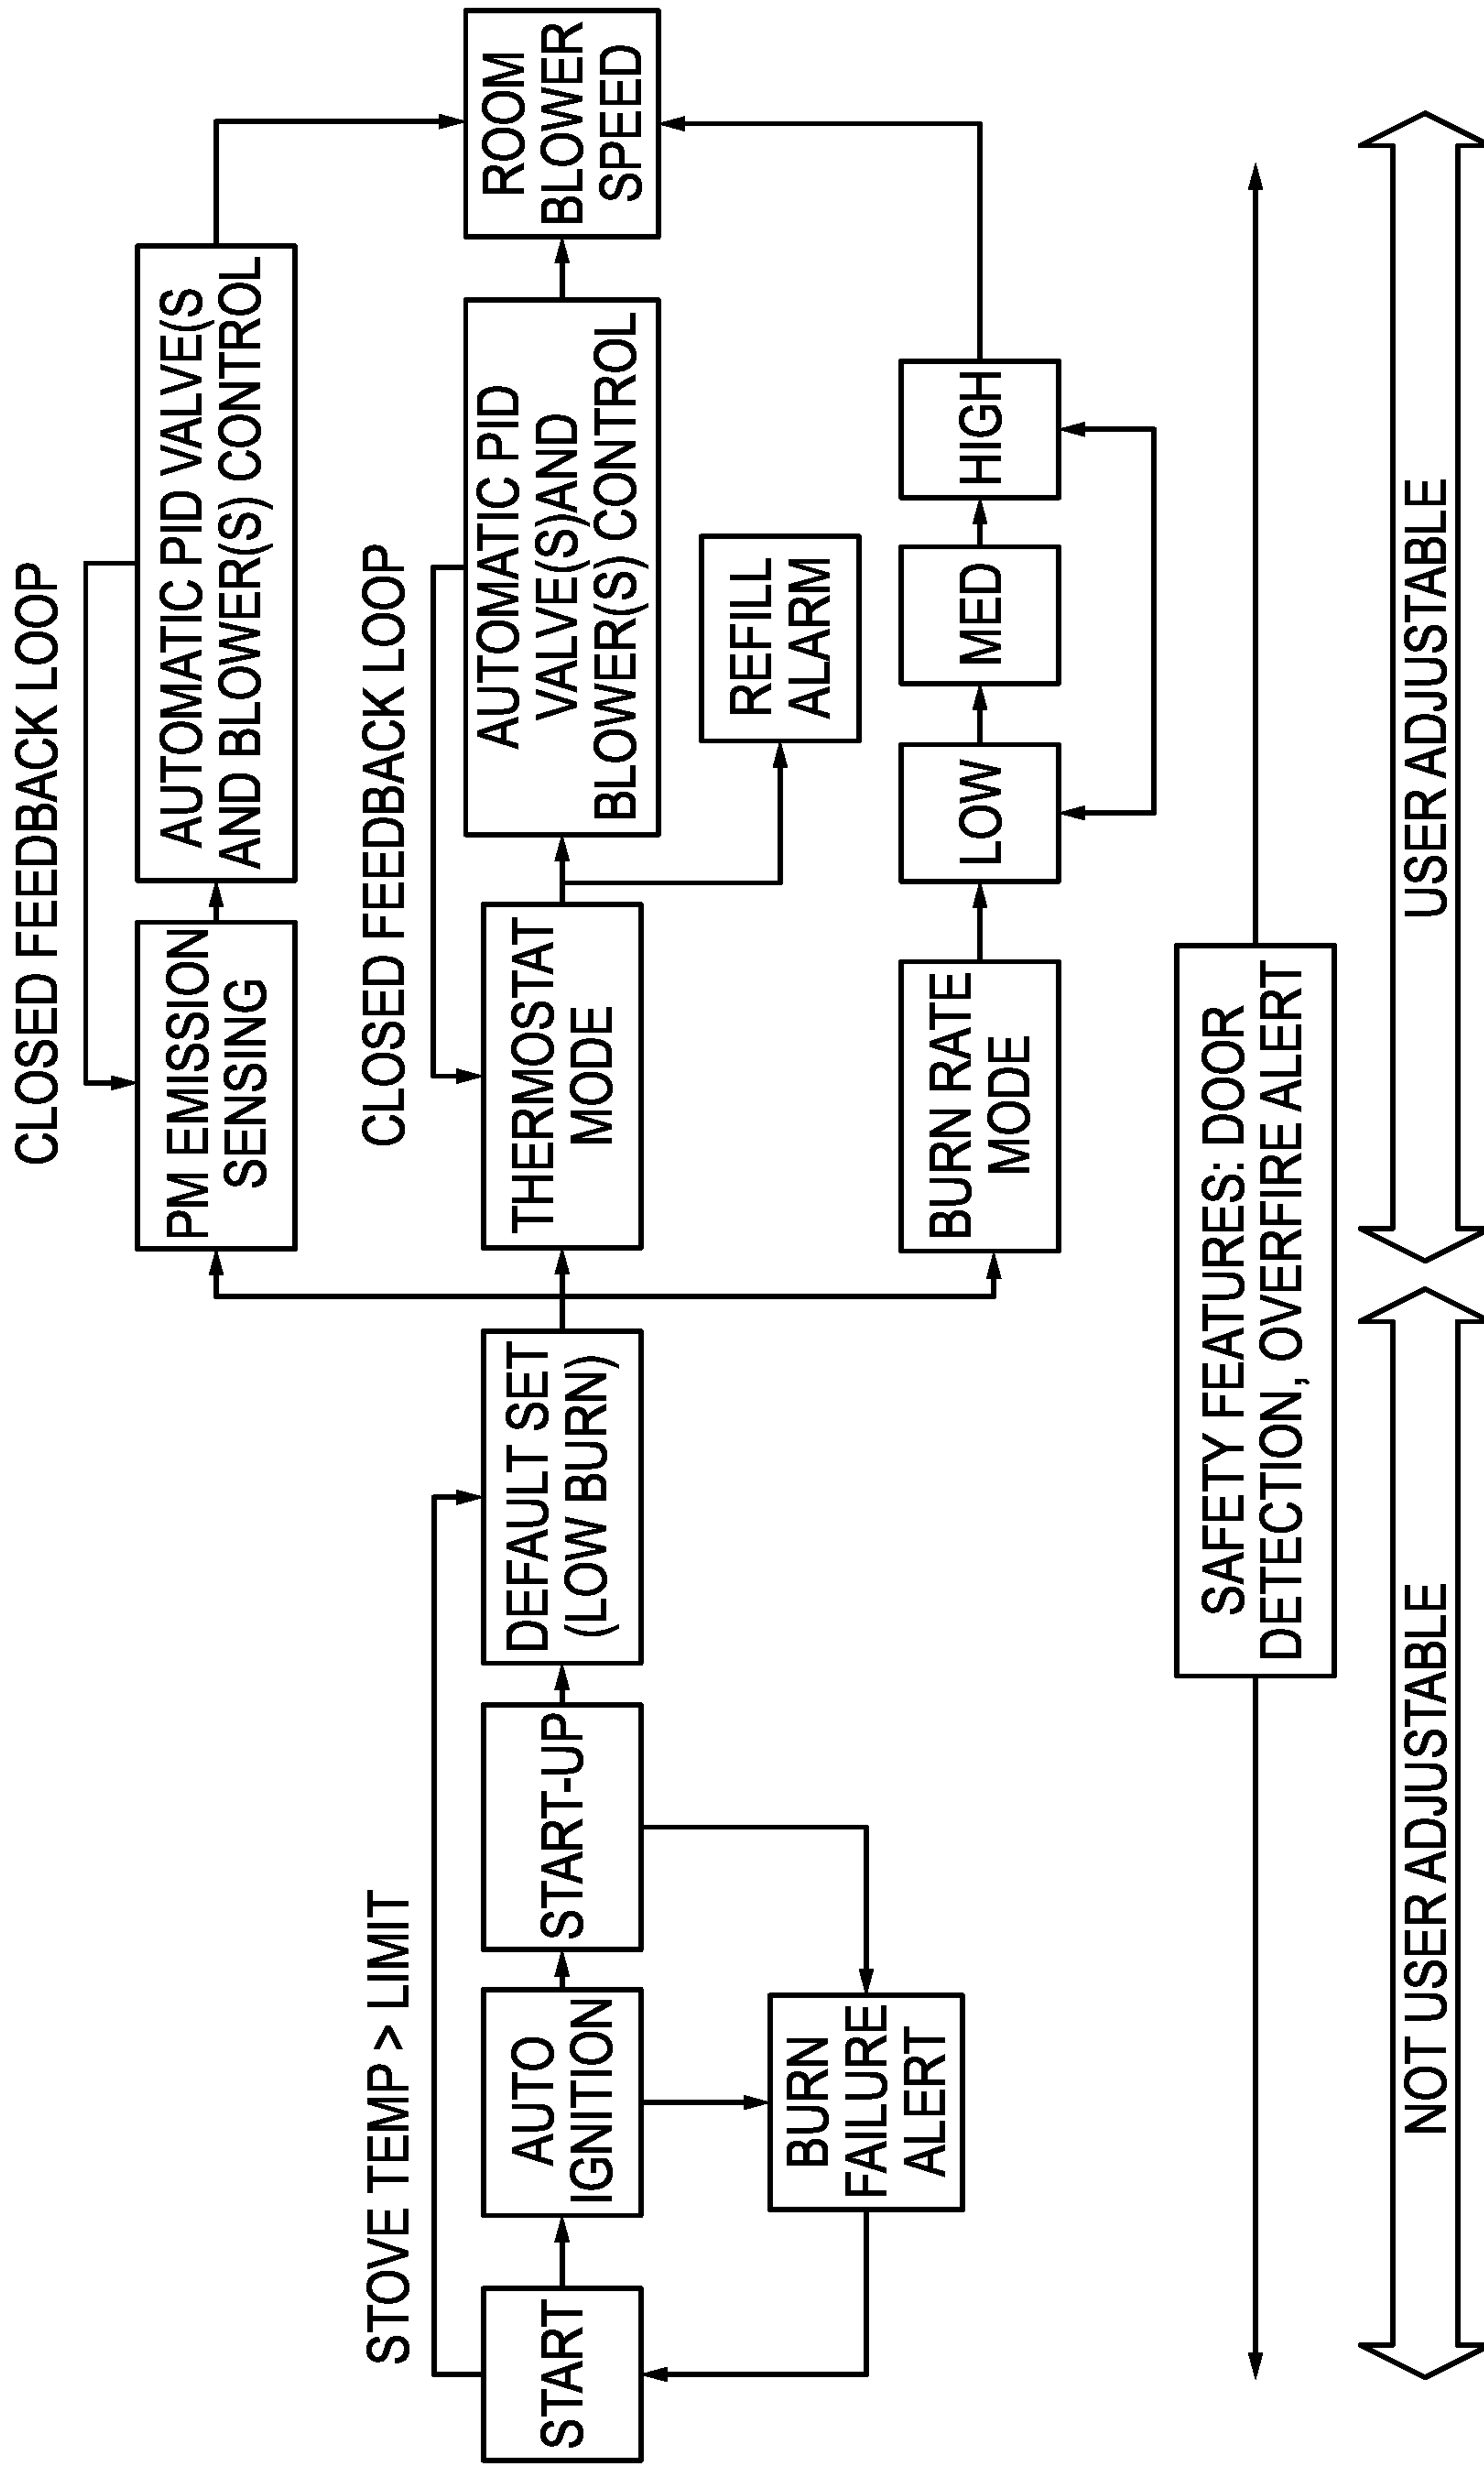 CLOSED FEEDBACK LOOP
PM EMISSION
SENSING
AUTOMATIC PID VALVE(S
AND BLOWER(S) CONTROL
STOVE TEMP > LIMIT
CLOSED FEEDBACK LOOP
START
AUTO
IGNITION
START-UP
DEFAULT SET
(LOW BURN)
THERMOSTAT
MODE
AUTOMATIC PID
VALVE(S)AND
BLOWER(S) CONTROL
ROOM
BLOWER
SPEED
REFILL
ALARM
BURN
FAILURE
ALERT
BURN RATE
MODE
LOW
MED
HIGH
SAFETY FEATURES: DOOR
DETECTION, OVERFIRE ALERT
NOT USER ADJUSTABLE
USER ADJUSTABLE